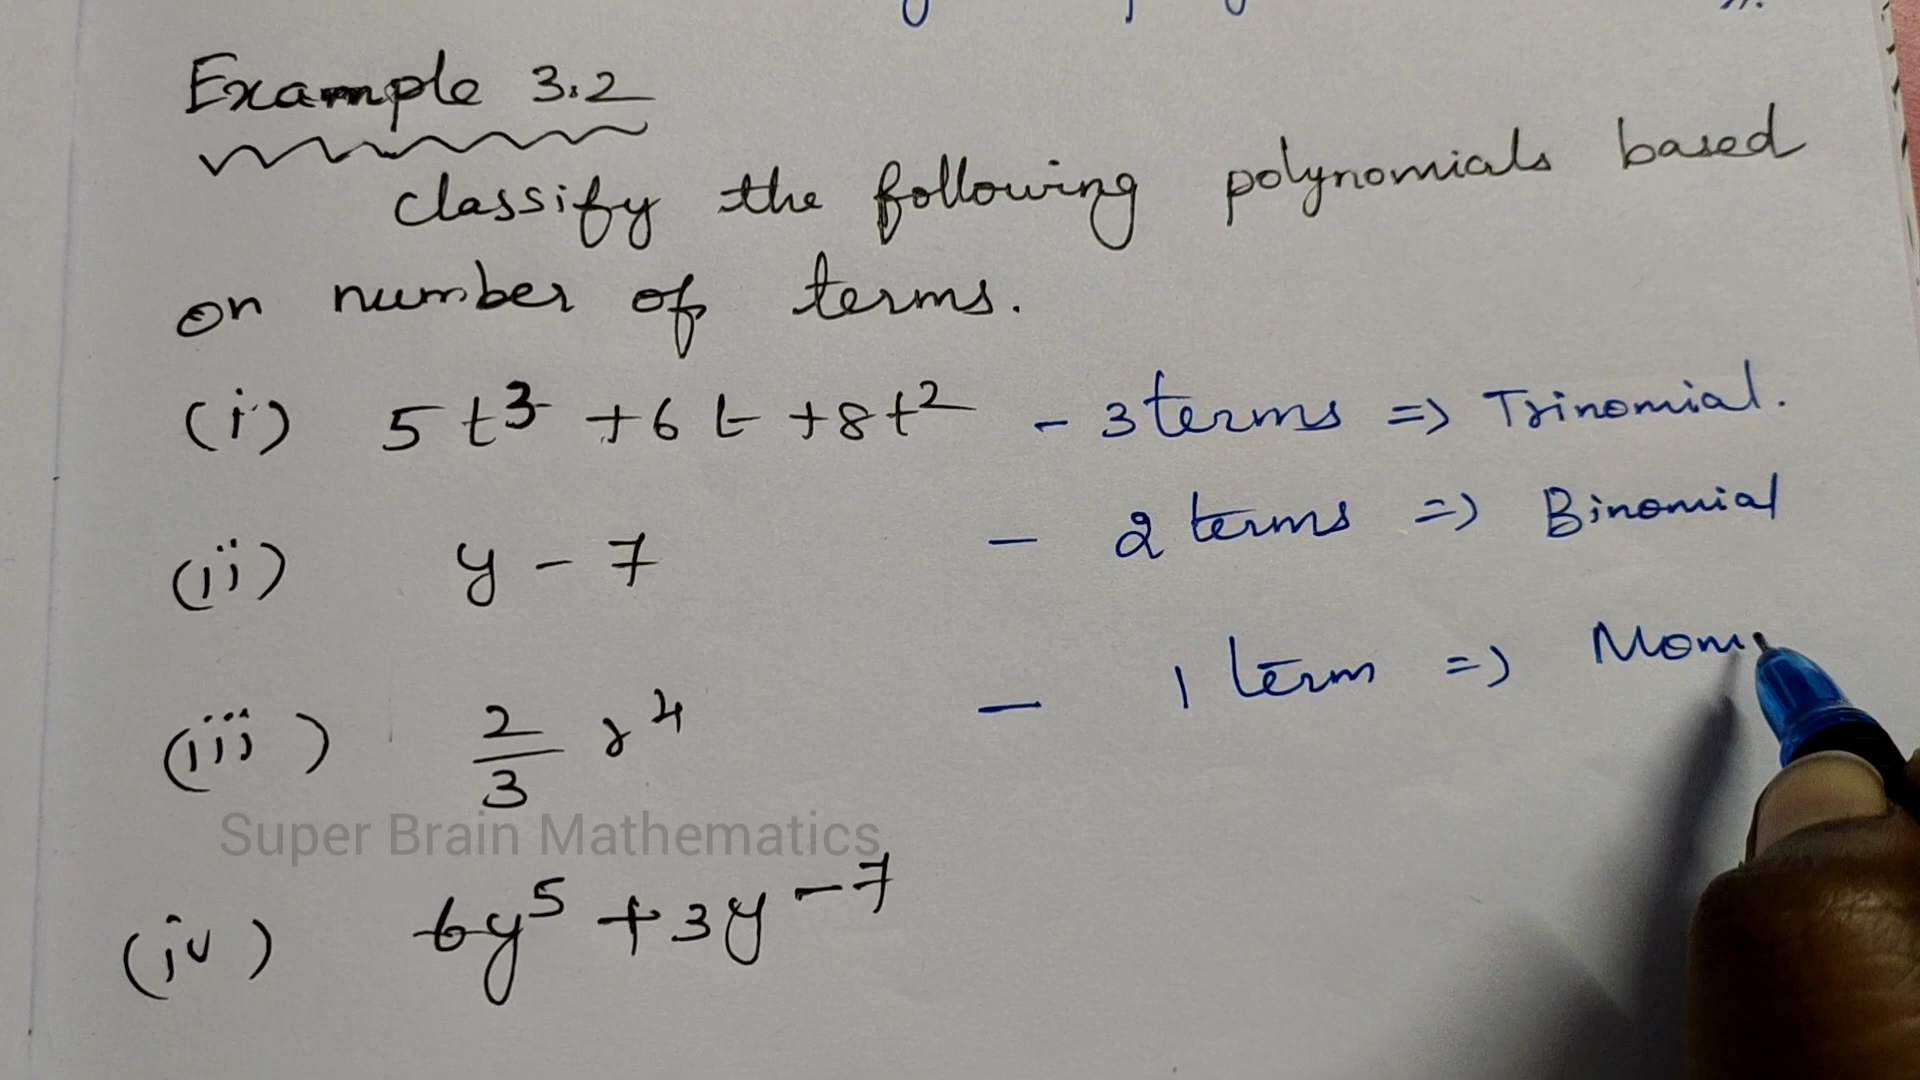 Example 3.2
classify the following polynomials based
on number of terms.
(i) 5t³ + 6t + 8t² - 3 terms => Trinomial.
(ii) y - 7 - 2 terms => Binomial
(iii) 2/3 r⁴ - 1 term => Mono
Super Brain Mathematics
(iv) 6y⁵ + 3y - 7